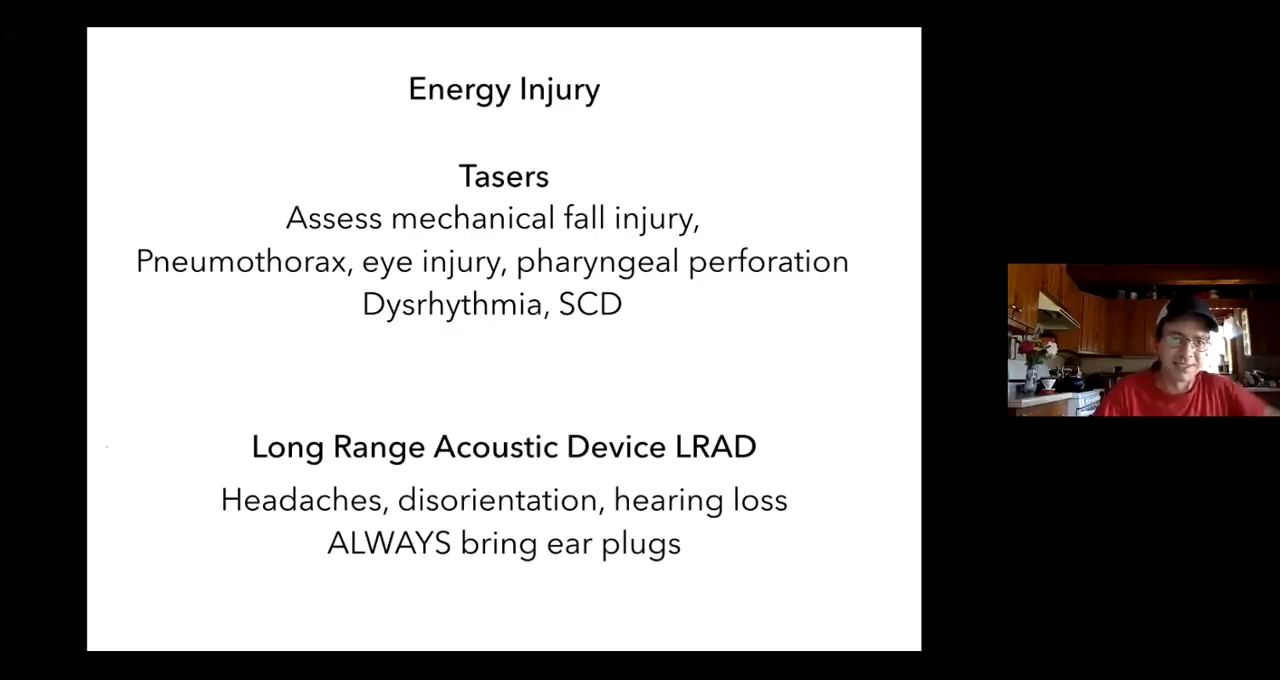 Energy Injury
Tasers
Assess mechanical fall injury,
Pneumothorax, eye injury, pharyngeal perforation
Dysrhythmia, SCD
Long Range Acoustic Device LRAD
Headaches, disorientation, hearing loss
ALWAYS bring ear plugs